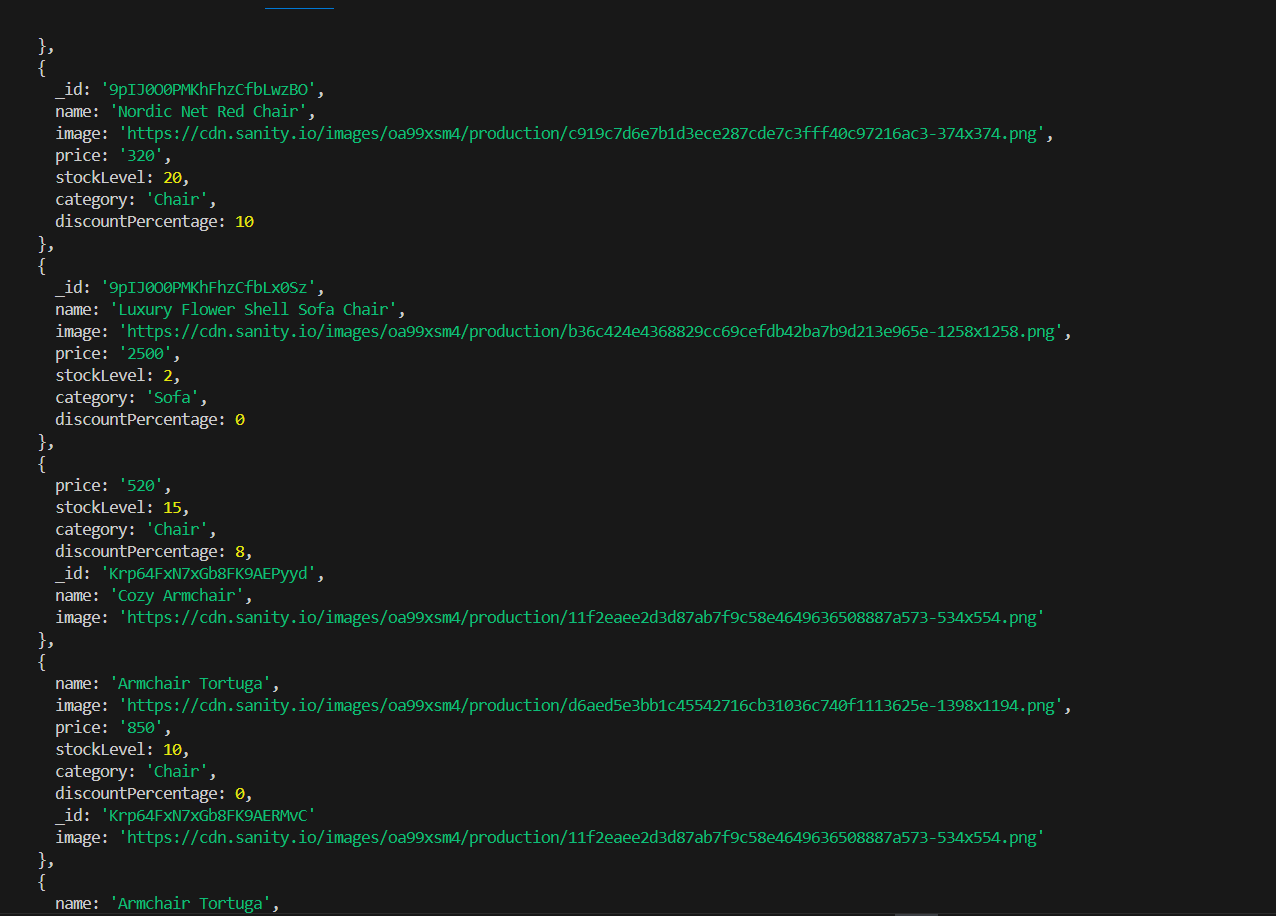 },
{
_id: '9pIJ0O0PMKhFhzCfbLwzBO',
name: 'Nordic Net Red Chair',
image: 'https://cdn.sanity.io/images/oa99xsm4/production/c919c7d6e7b1d3ece287cde7c3fff40c97216ac3-374x374.png',
price: '320',
stockLevel: 20,
category: 'Chair',
discountPercentage: 10
},
{
_id: '9pIJ0O0PMKhFhzCfbLx0Sz',
name: 'Luxury Flower Shell Sofa Chair',
image: 'https://cdn.sanity.io/images/oa99xsm4/production/b36c424e4368829cc69cefdb42ba7b9d213e965e-1258x1258.png',
price: '2500',
stockLevel: 2,
category: 'Sofa',
discountPercentage: 0
},
{
price: '520',
stockLevel: 15,
category: 'Chair',
discountPercentage: 8,
_id: 'Krp64FxN7xGb8FK9AEPyyd',
name: 'Cozy Armchair',
image: 'https://cdn.sanity.io/images/oa99xsm4/production/11f2eaee2d3d87ab7f9c58e4649636508887a573-534x554.png'
},
{
name: 'Armchair Tortuga',
image: 'https://cdn.sanity.io/images/oa99xsm4/production/d6aed5e3bb1c45542716cb31036c740f1113625e-1398x1194.png',
price: '850',
stockLevel: 10,
category: 'Chair',
discountPercentage: 0,
_id: 'Krp64FxN7xGb8FK9AERMvC'
image: 'https://cdn.sanity.io/images/oa99xsm4/production/11f2eaee2d3d87ab7f9c58e4649636508887a573-534x554.png'
},
{
name: 'Armchair Tortuga',